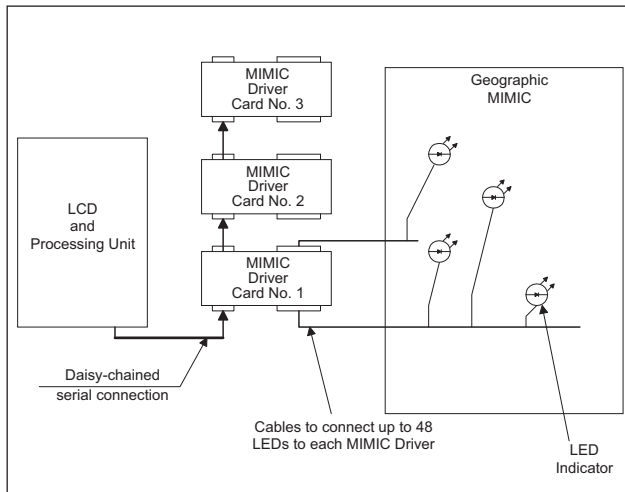 MIMIC
Driver
Card No. 3
Geographic
MIMIC
MIMIC
Driver
Card No. 2
LCD
and
Processing Unit
MIMIC
Driver
Card No. 1
Daisy-chained
serial connection
Cables to connect up to 48
LEDs to each MIMIC Driver
LED
Indicator